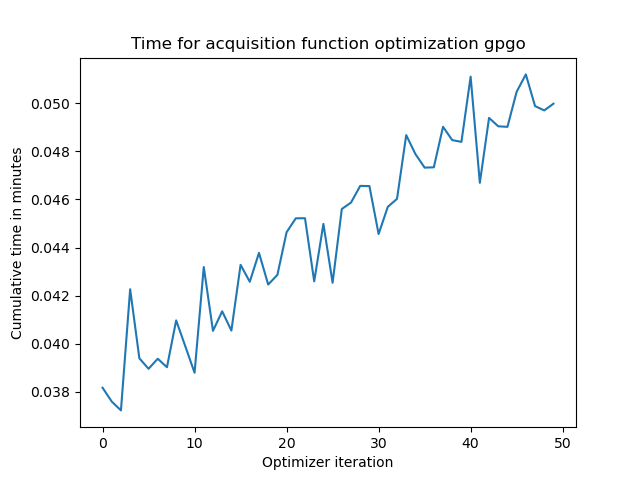 Time for acquisition function optimization gpgo
0.050
0.048
0.046
0.044
0.042
0.040
0.038
Cumulative time in minutes
0 10 20 30 40 50
Optimizer iteration